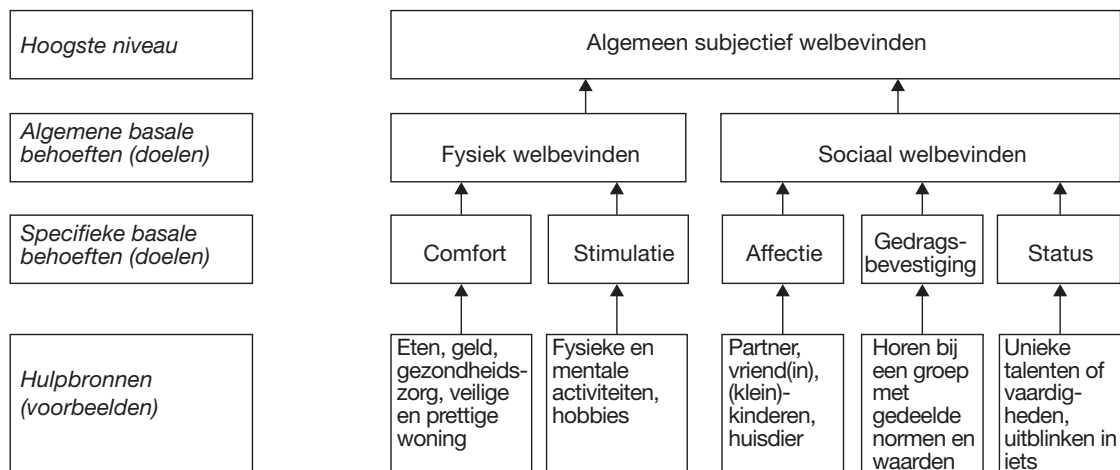 Hoogste niveau
Algemeen subjectief welbevinden
Algemene basale
behoeften (doelen)
Fysiek welbevinden
Sociaal welbevinden
Specifieke basale
behoeften (doelen)
Comfort
Stimulatie
Affectie
Gedrags-
bevestiging
Status
Hulpbronnen
(voorbeelden)
Eten, geld,
gezondheids-
zorg, veilige
en prettige
woning
Fysieke en
mentale
activiteiten,
hobbies
Partner,
vriend(in),
(klein)-
kinderen,
huisdier
Horen bij
een groep
met
gedeelde
normen en
waarden
Unieke
talenten of
vaardig-
heden,
uitblinken in
iets